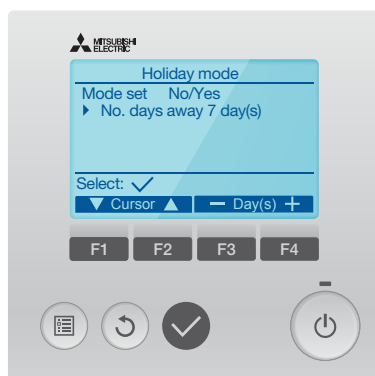 MITSUBISHI
ELECTRIC
Holiday mode
Mode set No/Yes
No. days away 7 day(s)
Select:
Cursor Day(s)
F1 F2 F3 F4